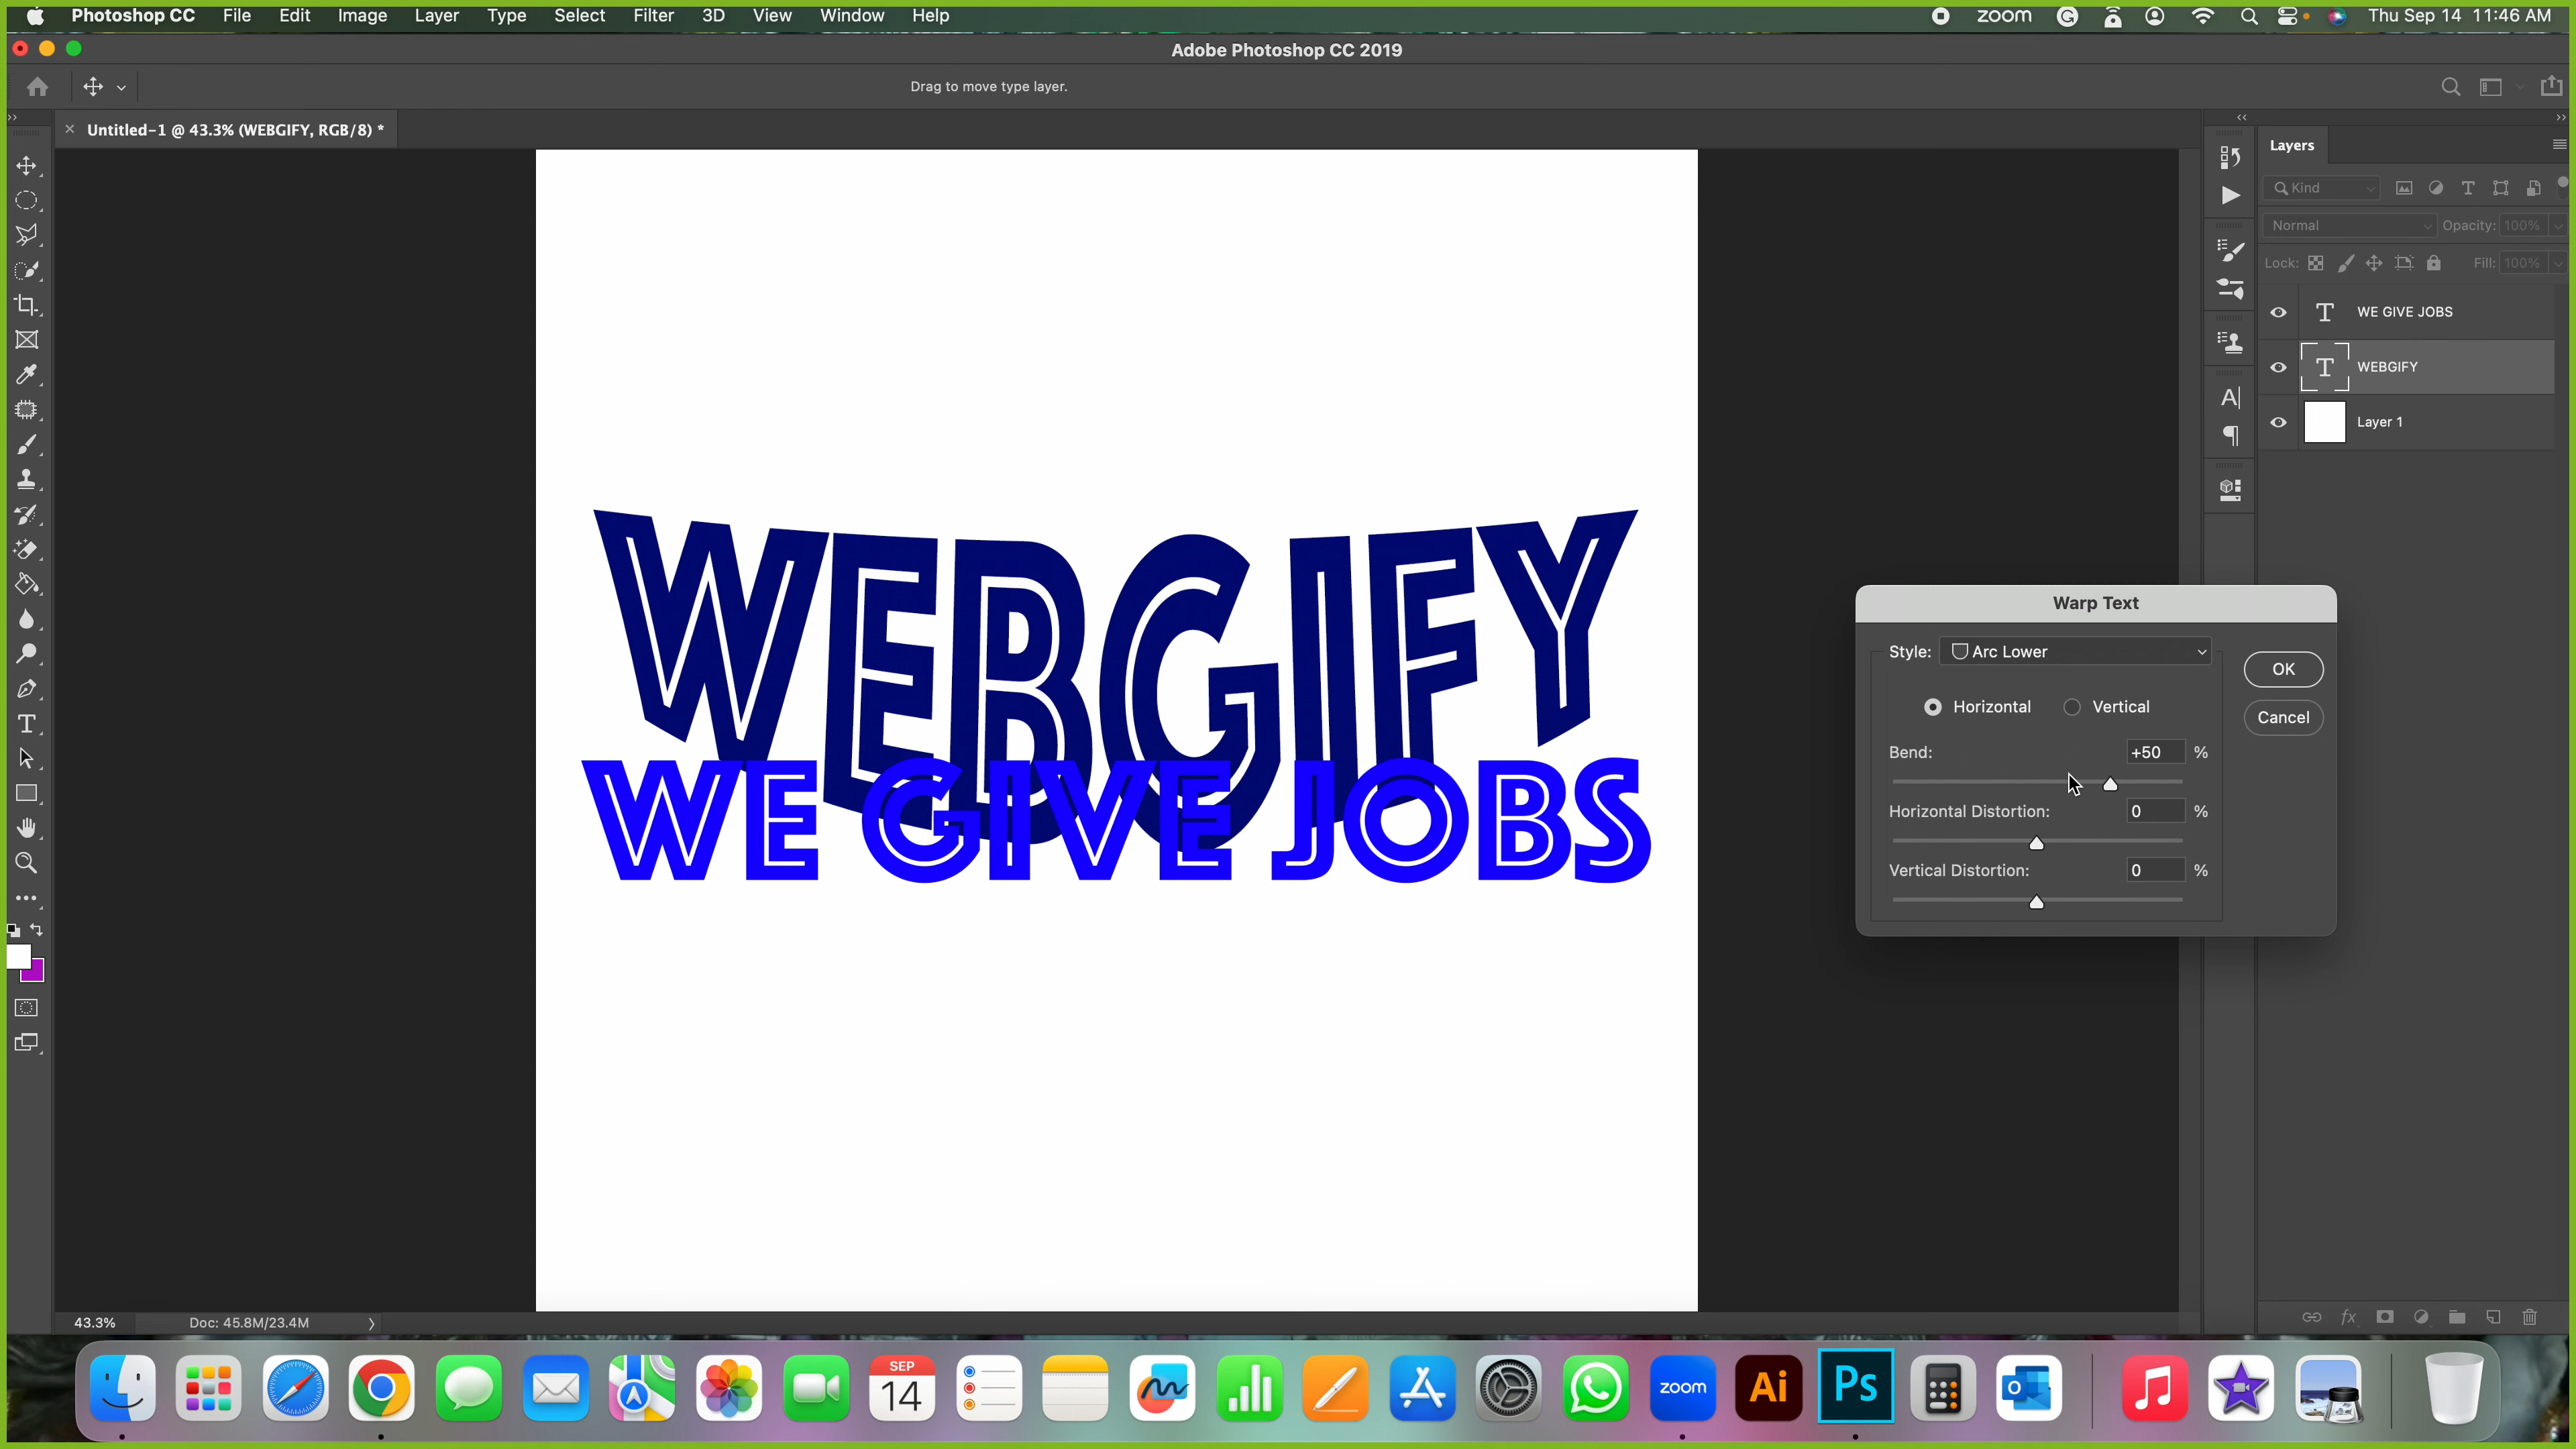 Photoshop CC File Edit Image Layer Type Select Filter 3D View Window Help zoom Thu Sep 14 11:46 AM
Adobe Photoshop CC 2019
Drag to move type layer.
Untitled-1 @ 43.3% (WEBGIFY, RGB/8) *
Layers
Kind
Normal Opacity: 100%
Lock: Fill: 100%
WE GIVE JOBS
WEBGIFY
Layer 1
WEBGIFY
WE GIVE JOBS
Warp Text
Style: Arc Lower
OK
Horizontal Vertical
Cancel
Bend: +50 %
Horizontal Distortion: 0 %
Vertical Distortion: 0 %
43.3% Doc: 45.8M/23.4M
fx
SEP
14
zoom
Ai
Ps